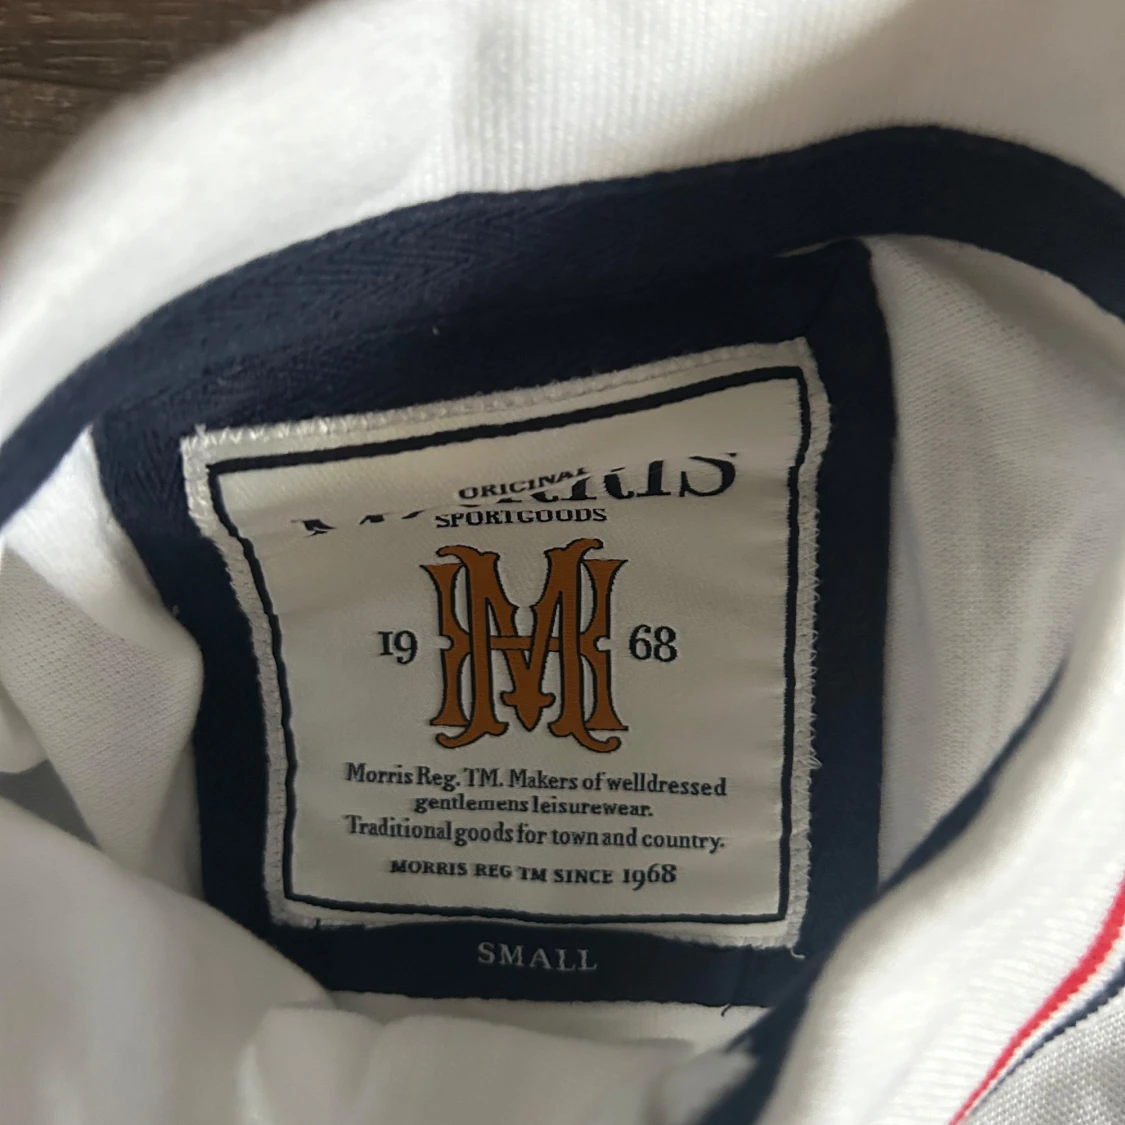 ORIGINAL
SPORTGOODS
19 68
Morris Reg. TM. Makers of welldressed
gentlemens leisurewear.
Traditional goods for town and country.
MORRIS REG TM SINCE 1968
SMALL